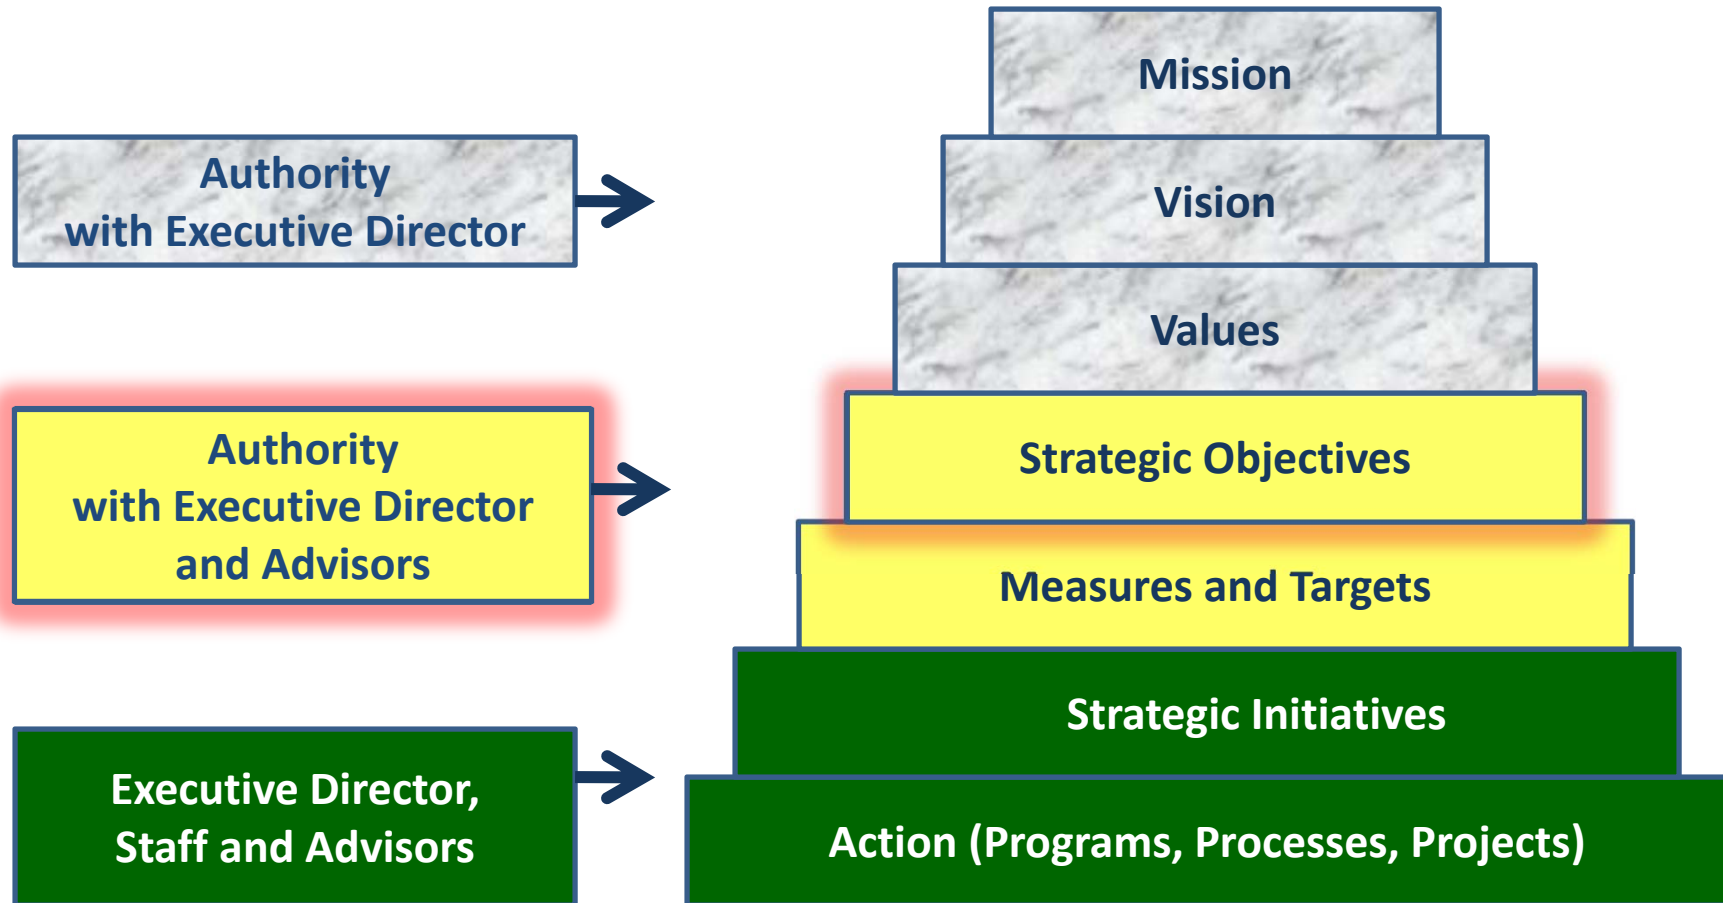 Mission
Authority
with Executive Director
Vision
Values
Authority
with Executive Director
and Advisors
Strategic Objectives
Measures and Targets
Strategic Initiatives
Executive Director,
Staff and Advisors
Action (Programs, Processes, Projects)